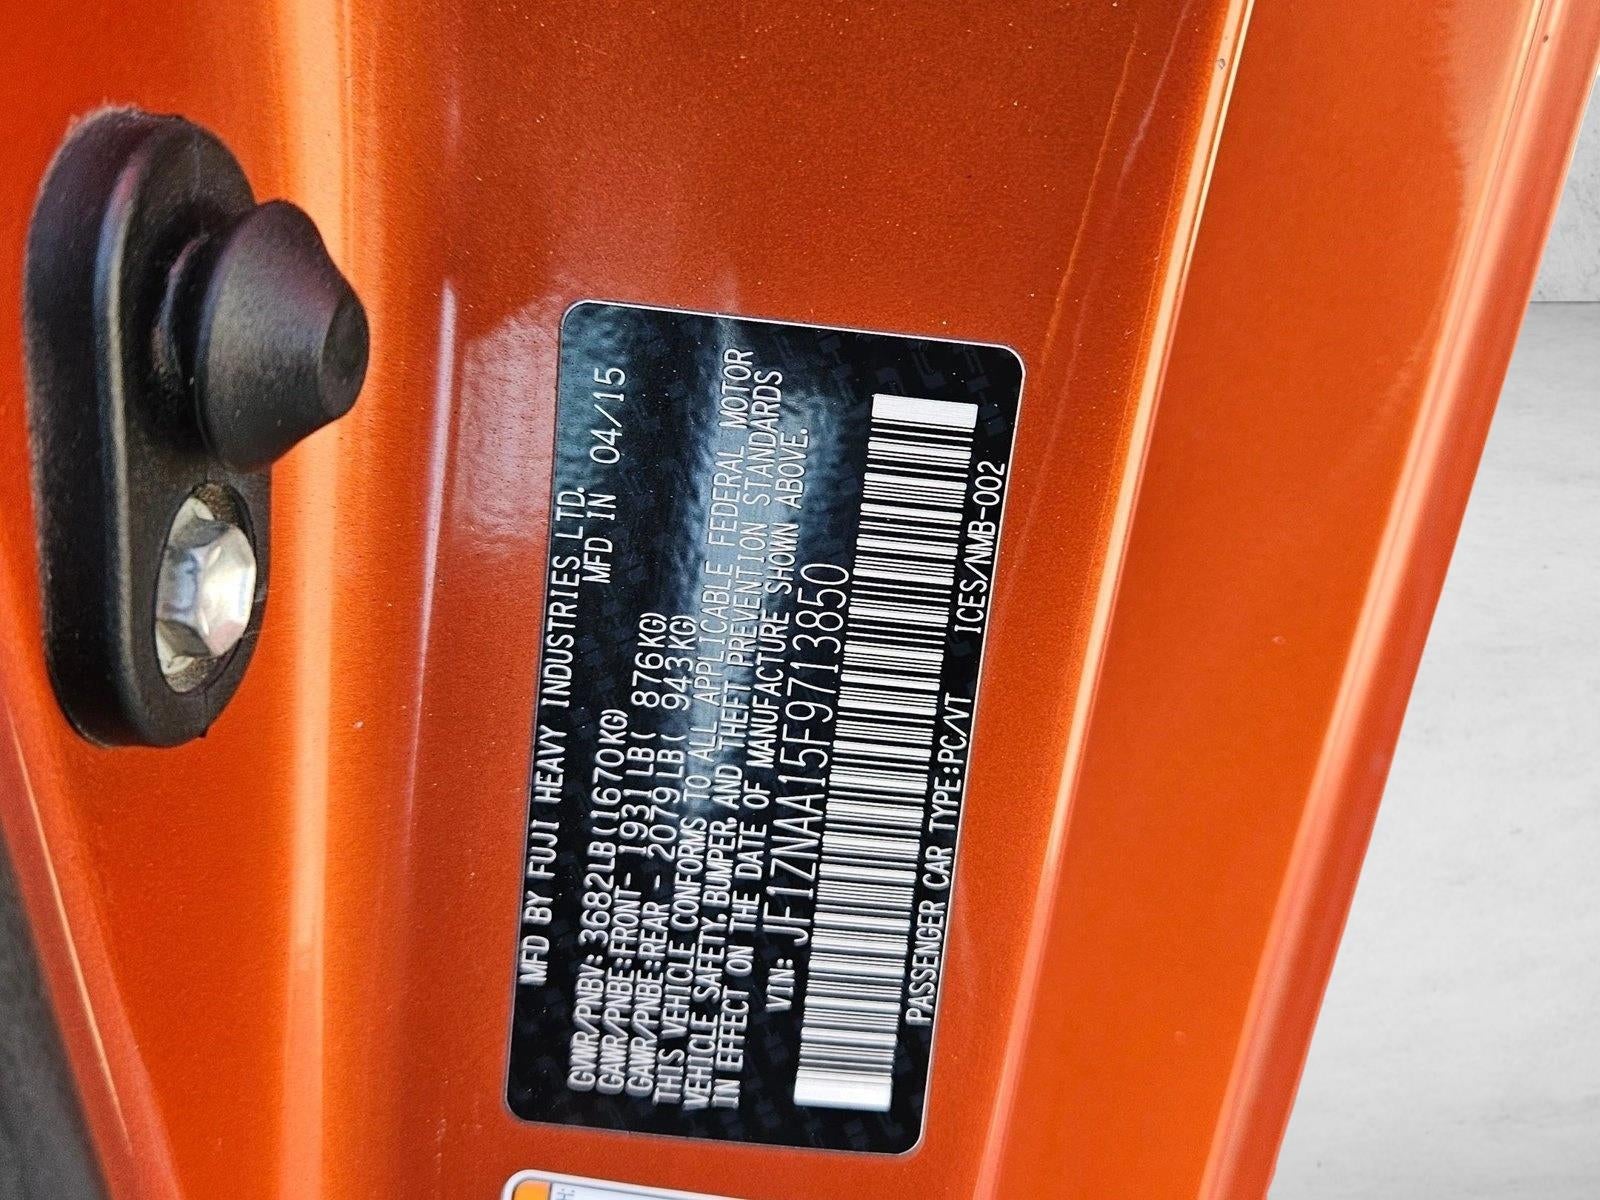 MFD BY FUJI HEAVY INDUSTRIES LTD.
MFD IN 04/15
GVWR/PNBV: 3682LB(1670KG)
GAWR/PNBE:FRONT- 1931LB( 876KG)
GAWR/PNBE:REAR - 2079LB( 943KG)
THIS VEHICLE CONFORMS TO ALL APPLICABLE FEDERAL MOTOR
VEHICLE SAFETY, BUMPER, AND THEFT PREVENTION STANDARDS
IN EFFECT ON THE DATE OF MANUFACTURE SHOWN ABOVE.
VIN: JF1ZNAA15F9713850
PASSENGER CAR TYPE:PC/VT ICES/NMB-002